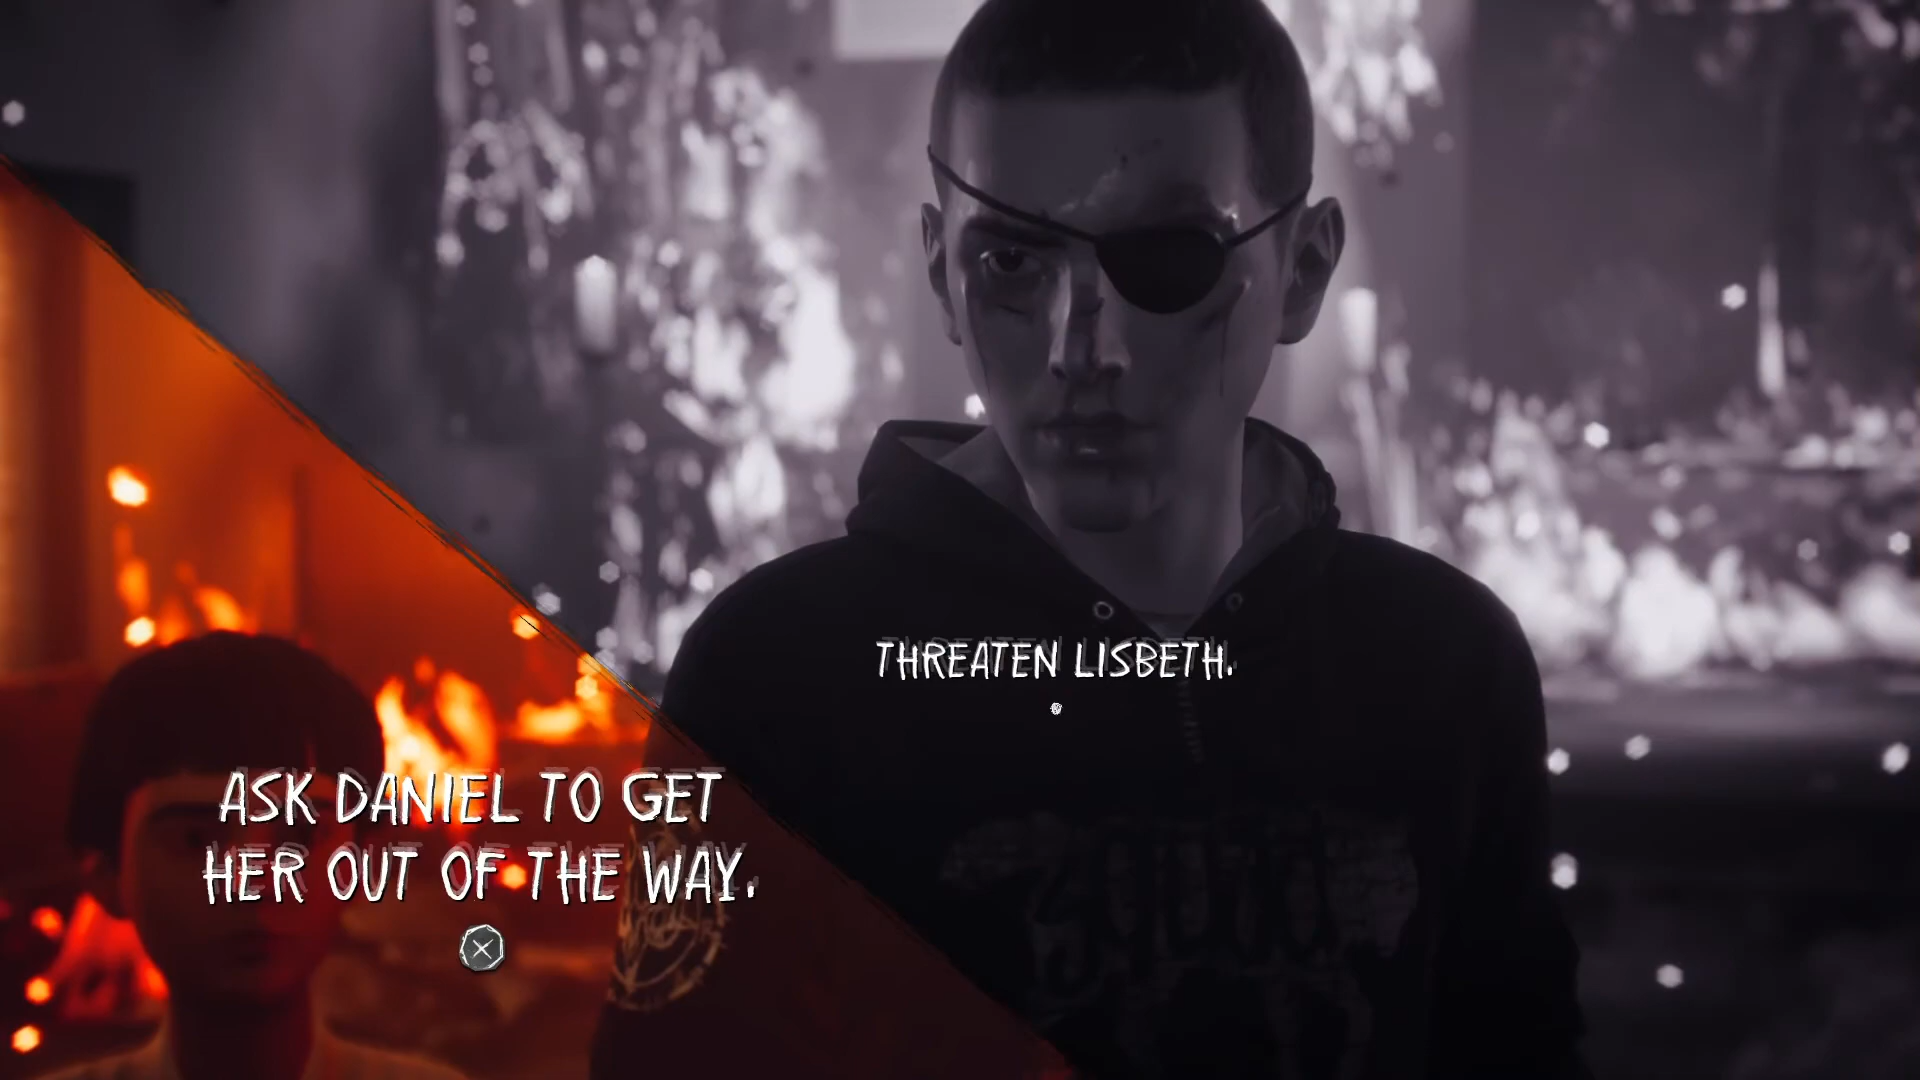 THREATEN LISBETH.
ASK DANIEL TO GET
HER OUT OF THE WAY.